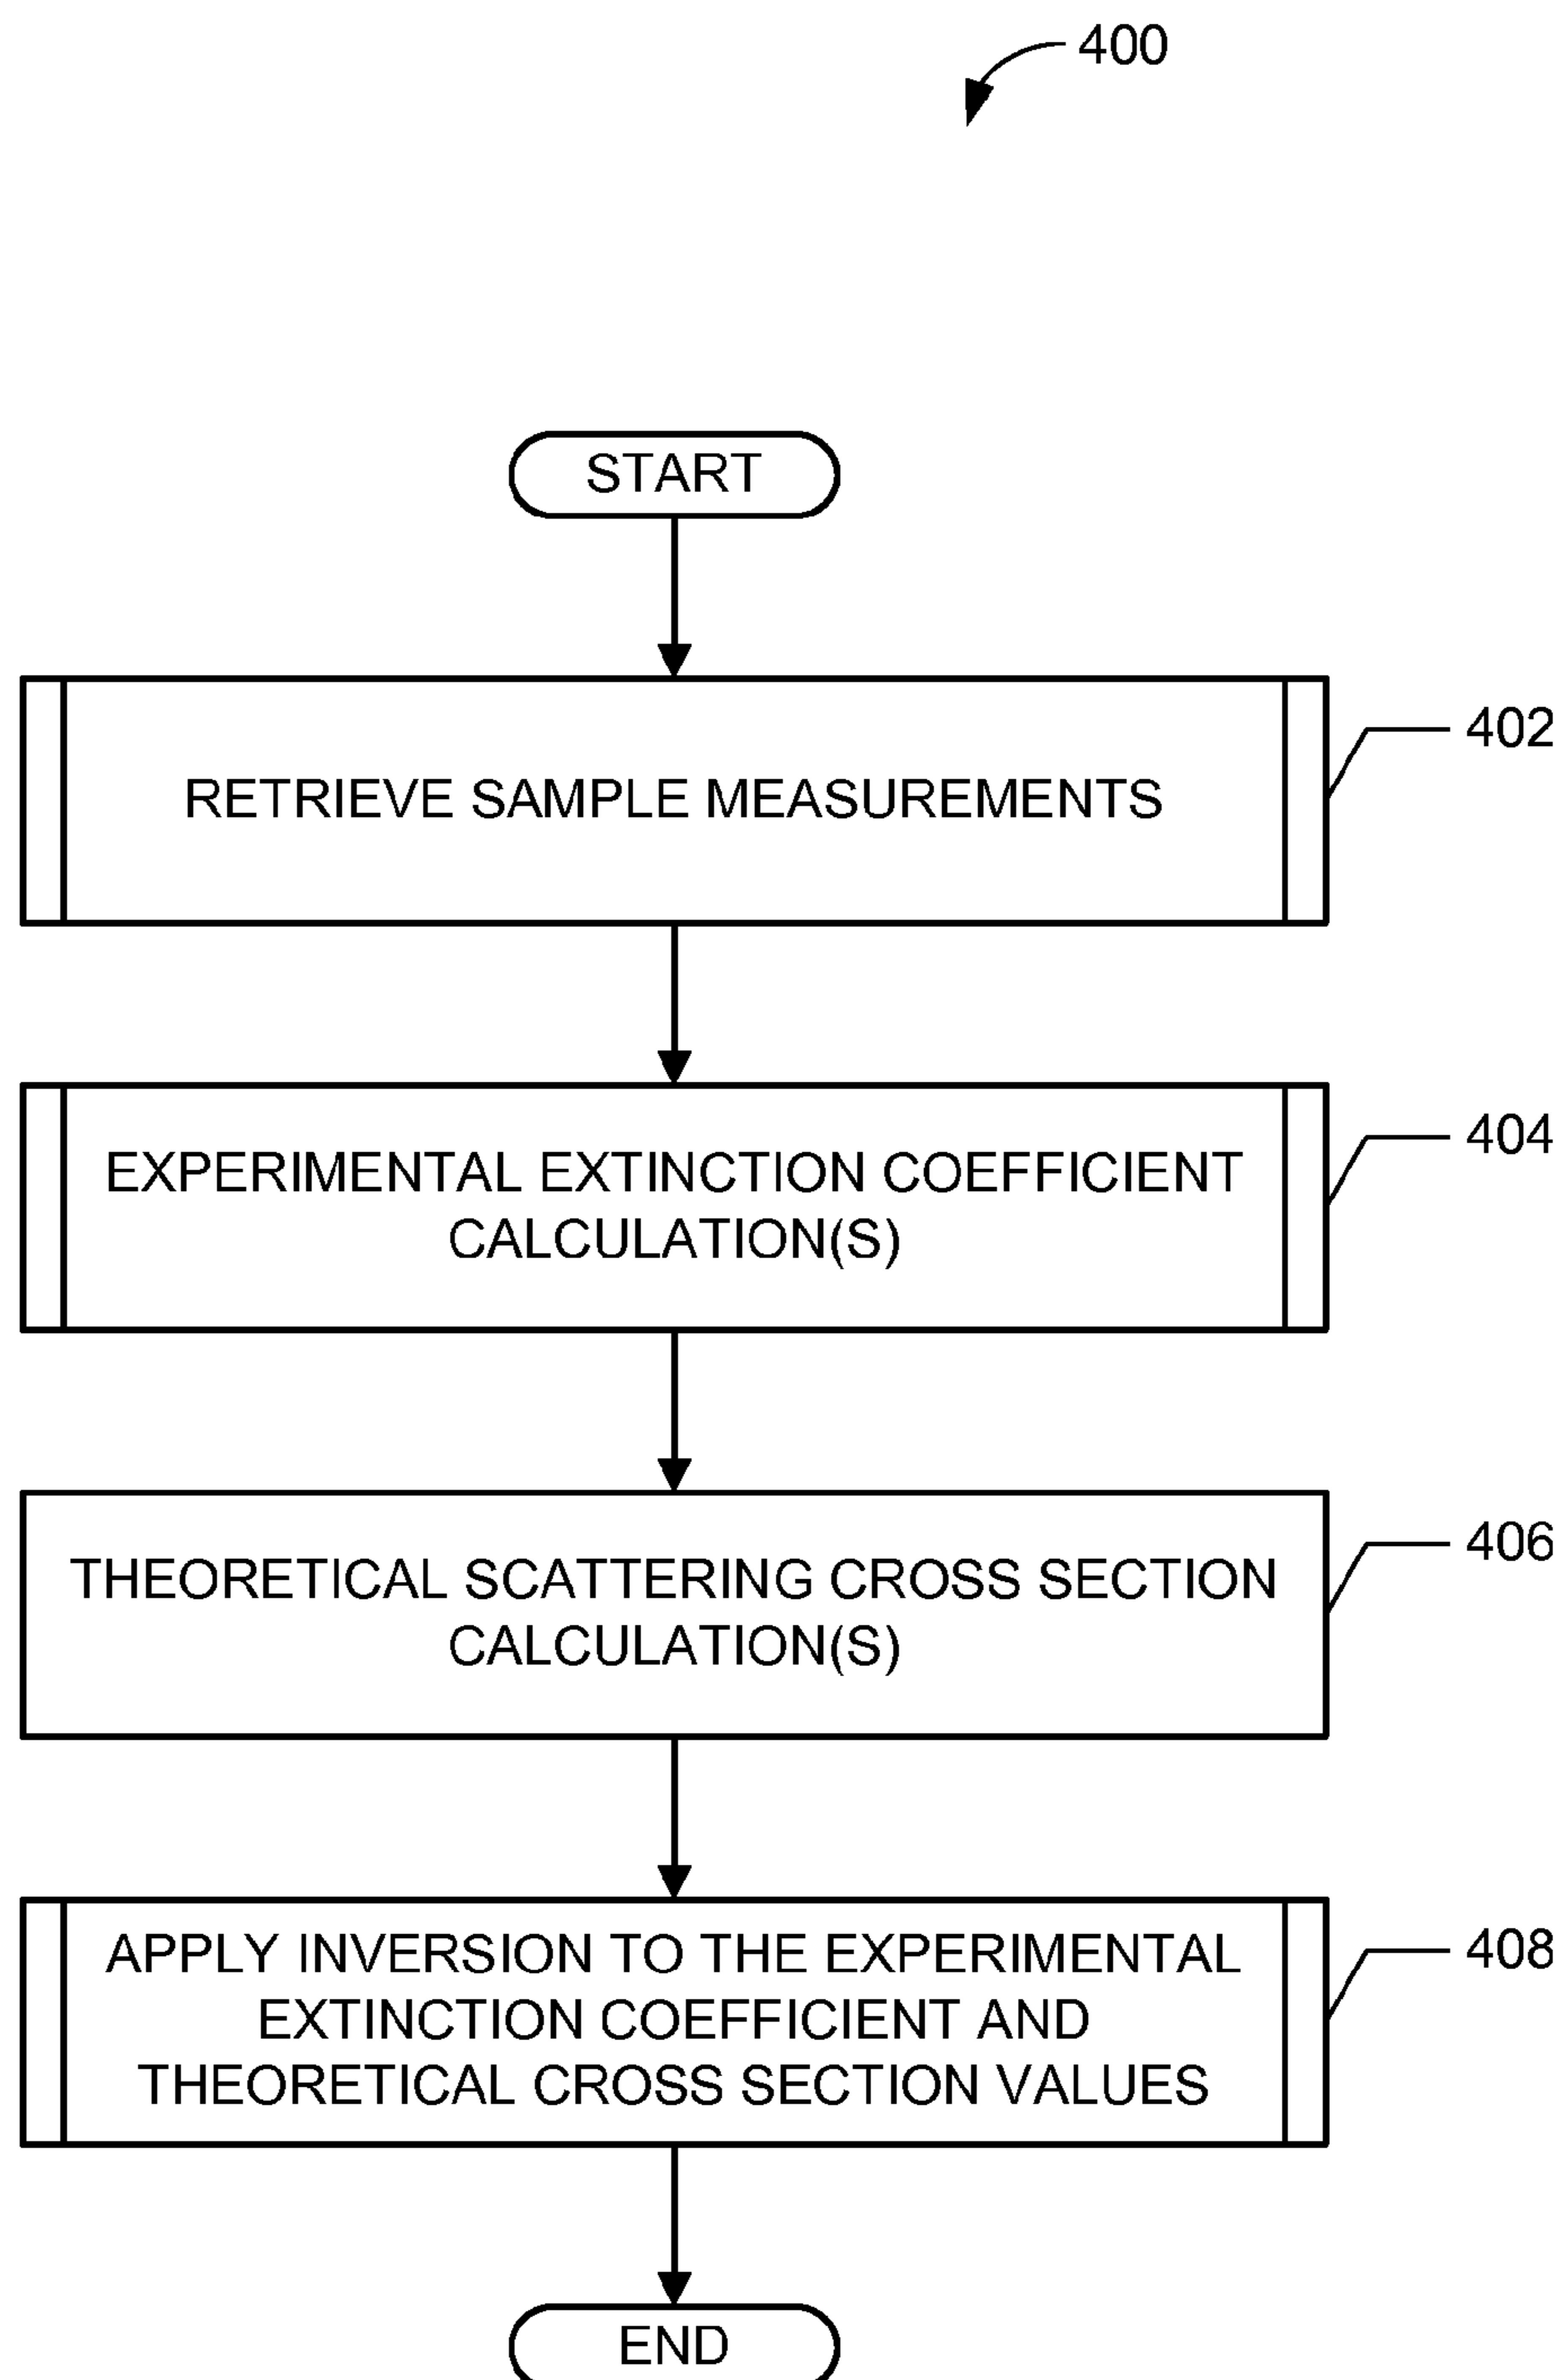 400
START
RETRIEVE SAMPLE MEASUREMENTS
402
EXPERIMENTAL EXTINCTION COEFFICIENT
CALCULATION(S)
404
THEORETICAL SCATTERING CROSS SECTION
CALCULATION(S)
406
APPLY INVERSION TO THE EXPERIMENTAL
EXTINCTION COEFFICIENT AND
THEORETICAL CROSS SECTION VALUES
408
END